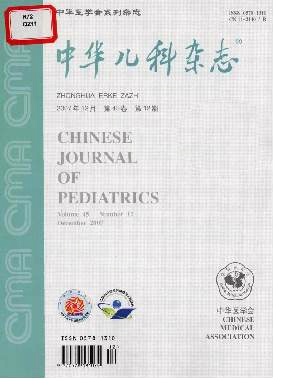 中华医学会系列杂志
ISSN 0578-1310
CN 11-2140/R
中华儿科杂志
ZHONGHUA ERKE ZAZHI
2007年12月 第45卷 第12期
CHINESE
JOURNAL
OF
PEDIATRICS
Volume 45 Number 12
December 2007
CMA CMA CMA
中华医学会
CHINESE
MEDICAL
ASSOCIATION
ISSN 0578-1310